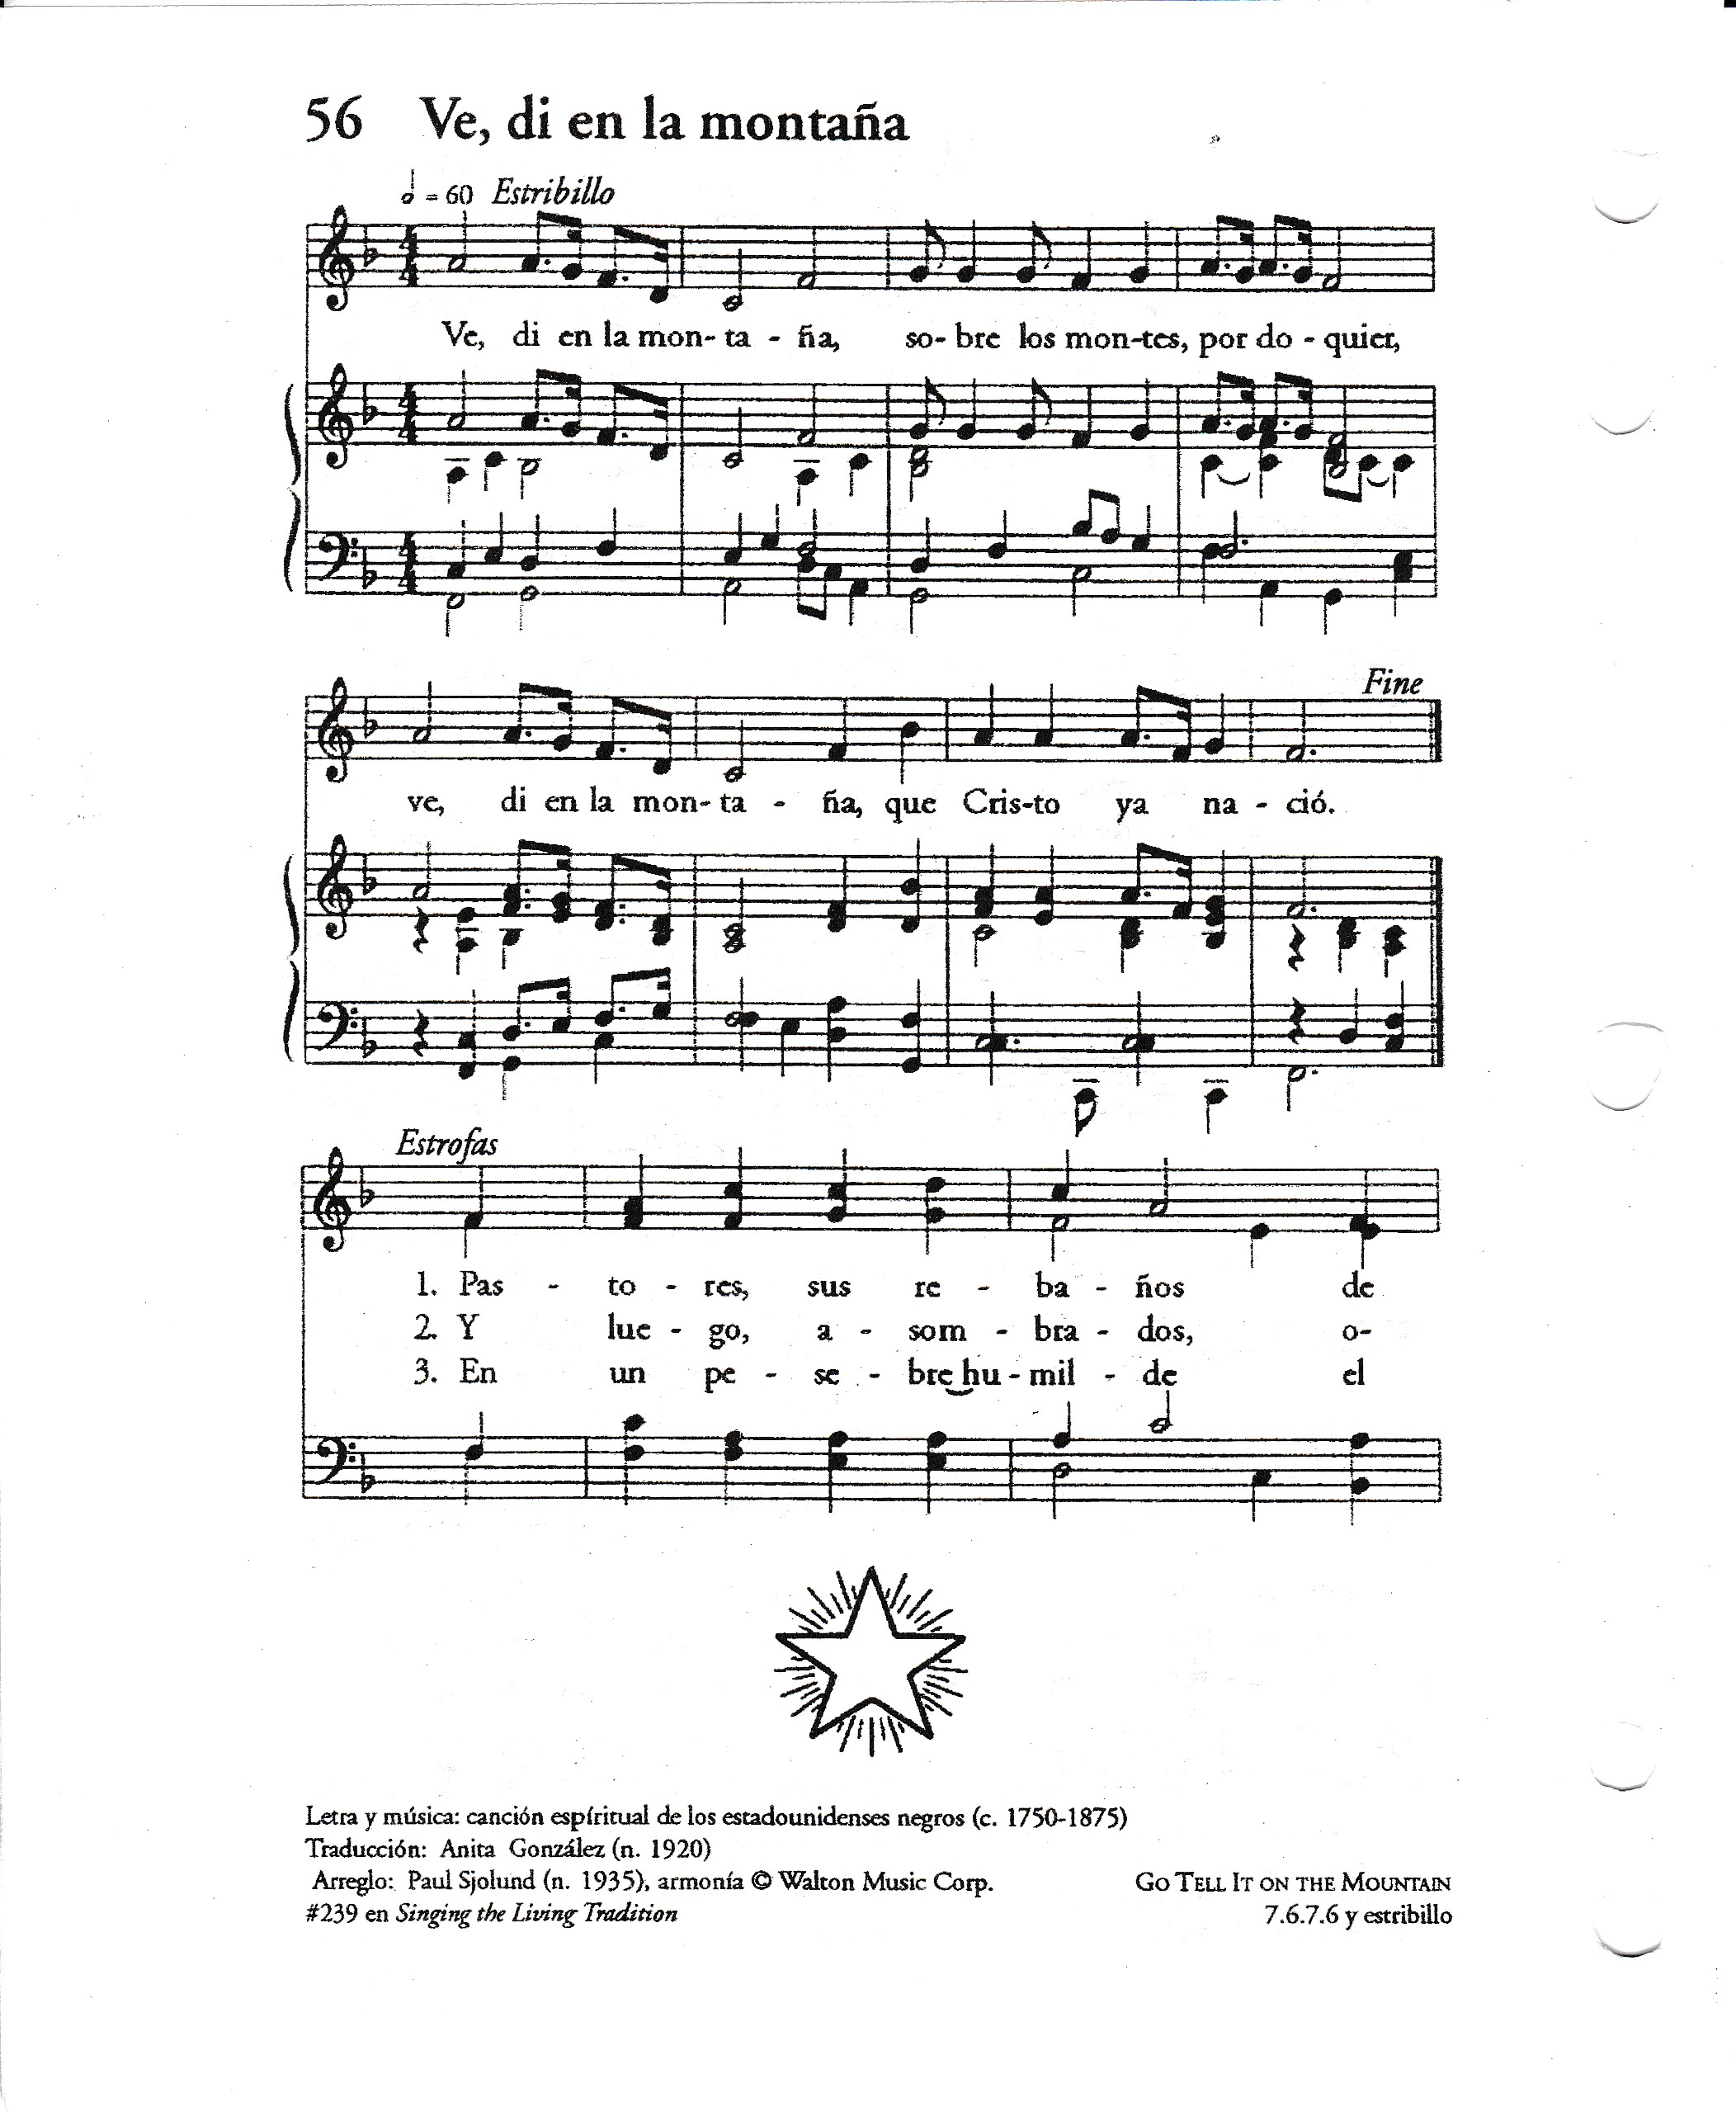 56 Ve, di en la montaña
= 60 Estribillo
Ve, di en la mon- ta - ña, so- bre los mon-tes, por do - quier,
Fine
ve, di en la mon- ta - ña, que Cris-to ya na - ció.
Estrofas
1. Pas - to - res, sus re - ba - ños de
2. Y lue - go, a - som - bra - dos, o-
3. En un pe - se - bre‿hu - mil - de el
Letra y música: canción espíritual de los estadounidenses negros (c. 1750-1875)
Traducción: Anita González (n. 1920)
Arreglo: Paul Sjolund (n. 1935), armonía © Walton Music Corp. GO TELL IT ON THE MOUNTAIN
#239 en Singing the Living Tradition 7.6.7.6 y estribillo